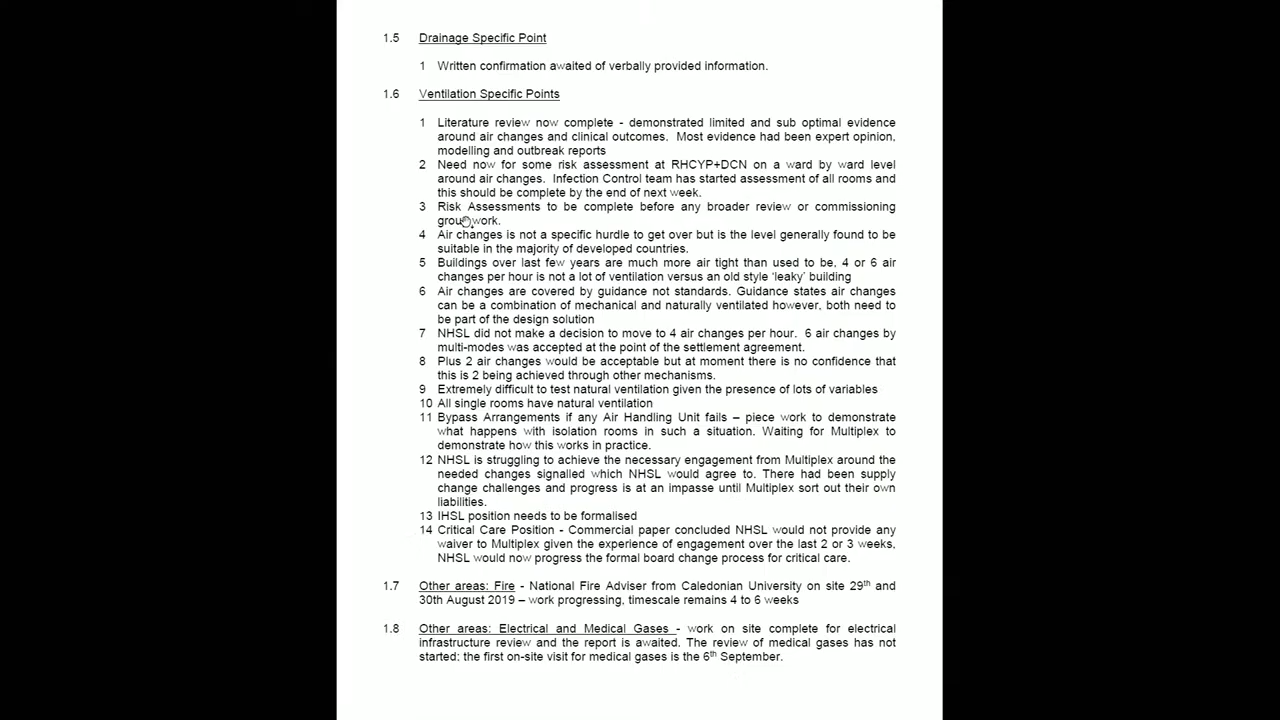 1.5 Drainage Specific Point
1 Written confirmation awaited of verbally provided information.
1.6 Ventilation Specific Points
1 Literature review now complete - demonstrated limited and sub optimal evidence
around air changes and clinical outcomes. Most evidence had been expert opinion,
modelling and outbreak reports
2 Need now for some risk assessment at RHCYP+DCN on a ward by ward level
around air changes. Infection Control team has started assessment of all rooms and
this should be complete by the end of next week.
3 Risk Assessments to be complete before any broader review or commissioning
groundwork.
4 Air changes is not a specific hurdle to get over but is the level generally found to be
suitable in the majority of developed countries.
5 Buildings over last few years are much more air tight than used to be, 4 or 6 air
changes per hour is not a lot of ventilation versus an old style 'leaky' building
6 Air changes are covered by guidance not standards. Guidance states air changes
can be a combination of mechanical and naturally ventilated however, both need to
be part of the design solution
7 NHSL did not make a decision to move to 4 air changes per hour. 6 air changes by
multi-modes was accepted at the point of the settlement agreement.
8 Plus 2 air changes would be acceptable but at moment there is no confidence that
this is 2 being achieved through other mechanisms.
9 Extremely difficult to test natural ventilation given the presence of lots of variables
10 All single rooms have natural ventilation
11 Bypass Arrangements if any Air Handling Unit fails – piece work to demonstrate
what happens with isolation rooms in such a situation. Waiting for Multiplex to
demonstrate how this works in practice.
12 NHSL is struggling to achieve the necessary engagement from Multiplex around the
needed changes signalled which NHSL would agree to. There had been supply
change challenges and progress is at an impasse until Multiplex sort out their own
liabilities.
13 IHSL position needs to be formalised
14 Critical Care Position - Commercial paper concluded NHSL would not provide any
waiver to Multiplex given the experience of engagement over the last 2 or 3 weeks,
NHSL would now progress the formal board change process for critical care.
1.7 Other areas: Fire - National Fire Adviser from Caledonian University on site 29th and
30th August 2019 – work progressing, timescale remains 4 to 6 weeks
1.8 Other areas: Electrical and Medical Gases - work on site complete for electrical
infrastructure review and the report is awaited. The review of medical gases has not
started: the first on-site visit for medical gases is the 6th September.